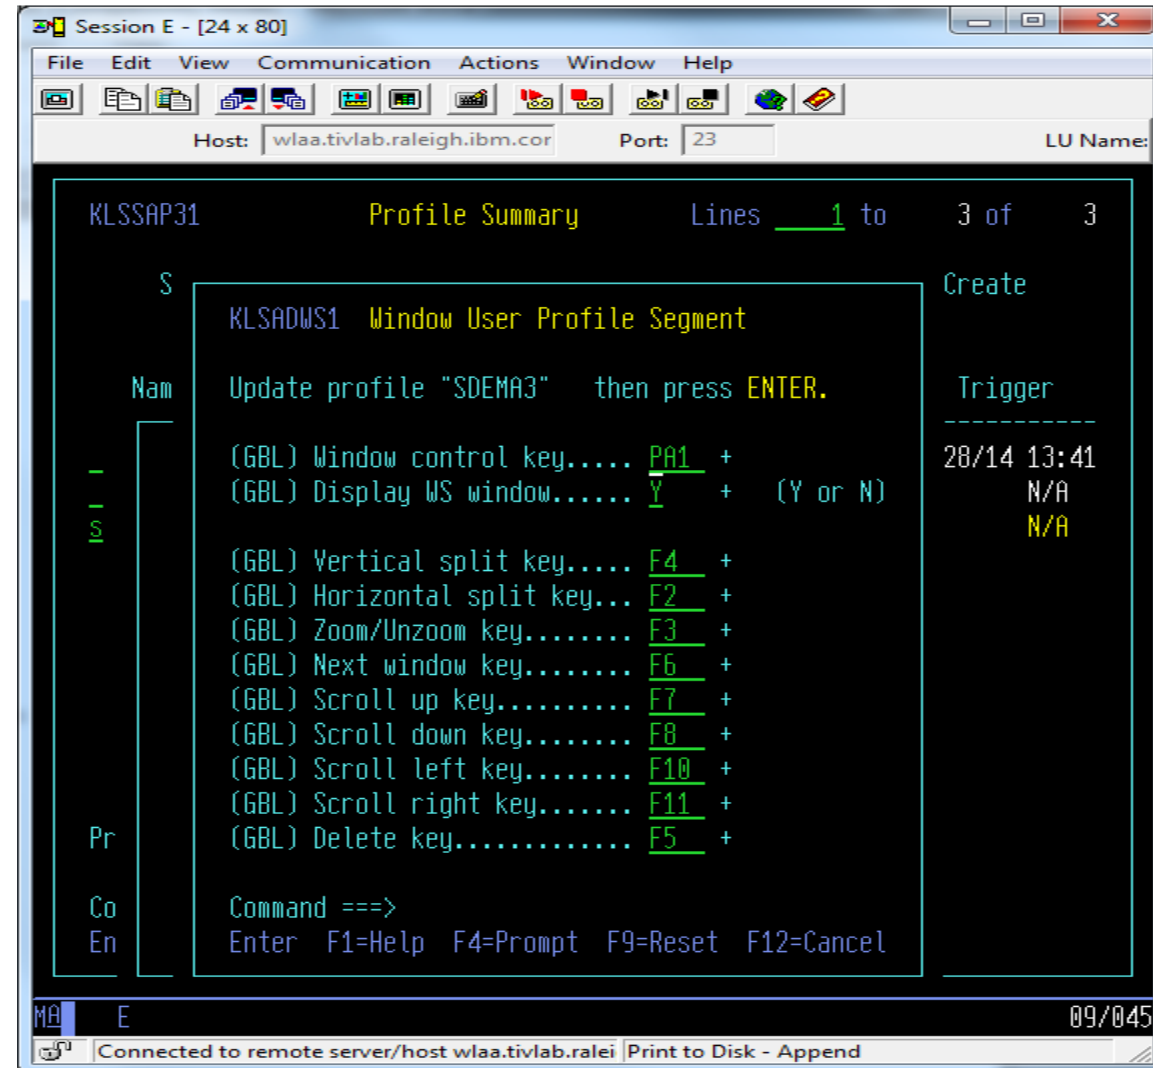 Session E - [24 x 80]
File Edit View Communication Actions Window Help
Host: wlaa.tivlab.raleigh.ibm.cor Port: 23 LU Name:
KLSSAP31 Profile Summary Lines 1 to 3 of 3
S Create
KLSADWS1 Window User Profile Segment
Nam Update profile "SDEMA3" then press ENTER. Trigger
-----------
(GBL) Window control key..... PA1 + 28/14 13:41
_ (GBL) Display WS window...... Y + (Y or N) N/A
S N/A
(GBL) Vertical split key..... F4 +
(GBL) Horizontal split key... F2 +
(GBL) Zoom/Unzoom key........ F3 +
(GBL) Next window key........ F6 +
(GBL) Scroll up key.......... F7 +
(GBL) Scroll down key........ F8 +
(GBL) Scroll left key........ F10 +
(GBL) Scroll right key....... F11 +
Pr (GBL) Delete key............. F5 +
Co Command ===>
En Enter F1=Help F4=Prompt F9=Reset F12=Cancel
MA E 09/045
Connected to remote server/host wlaa.tivlab.ralei Print to Disk - Append